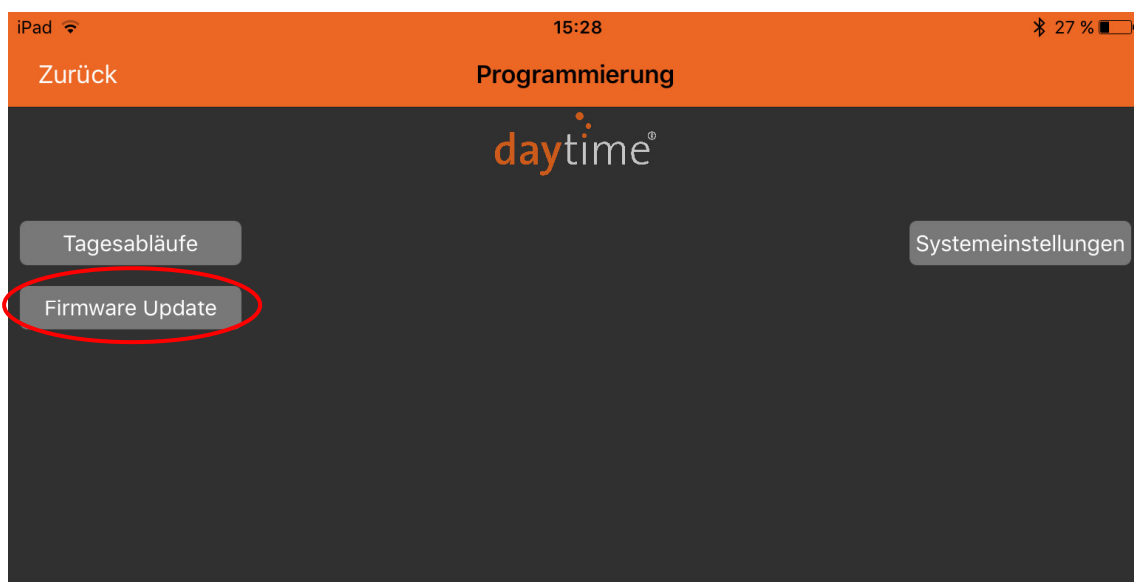 iPad 15:28 27 %
Zurück Programmierung
daytime®
Tagesabläufe Systemeinstellungen
Firmware Update